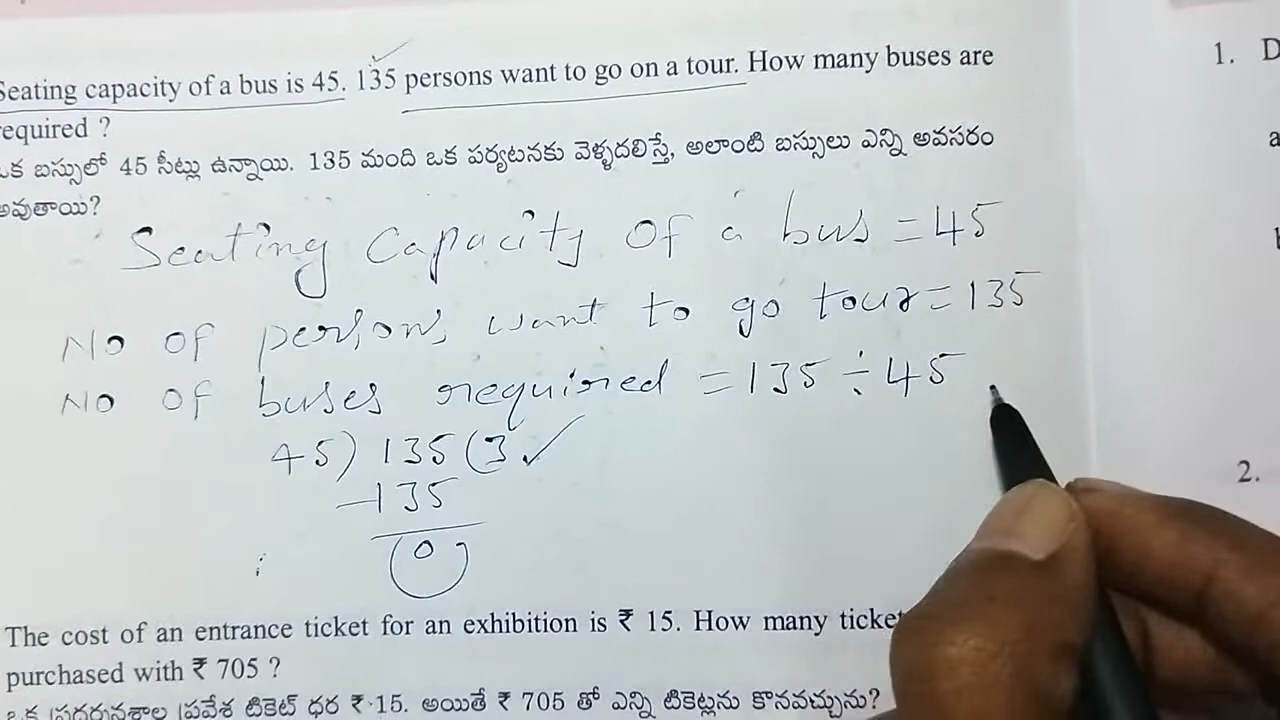 Seating capacity of a bus is 45. 135 persons want to go on a tour. How many buses are
required ?
ఒక బస్సులో 45 సీట్లు ఉన్నాయి. 135 మంది ఒక పర్యటనకు వెళ్ళదలిస్తే, అలాంటి బస్సులు ఎన్ని అవసరం
అవుతాయి?
Seating Capacity Of a bus = 45
No of persons want to go tour = 135
No of buses required = 135 ÷ 45
45) 135 (3 ✓
-135
0
The cost of an entrance ticket for an exhibition is ₹ 15. How many
purchased with ₹ 705 ?
ఒక ప్రదర్శనశాల ప్రవేశ టికెట్ ధర ₹ 15. అయితే ₹ 705 తో ఎన్ని టికెట్లను కొనవచ్చును?
1. D
a
2.